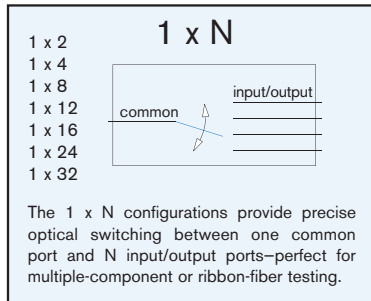 1 x N
1 x 2
1 x 4
1 x 8
1 x 12
1 x 16
1 x 24
1 x 32
common
input/output
The 1 x N configurations provide precise
optical switching between one common
port and N input/output ports–perfect for
multiple-component or ribbon-fiber testing.